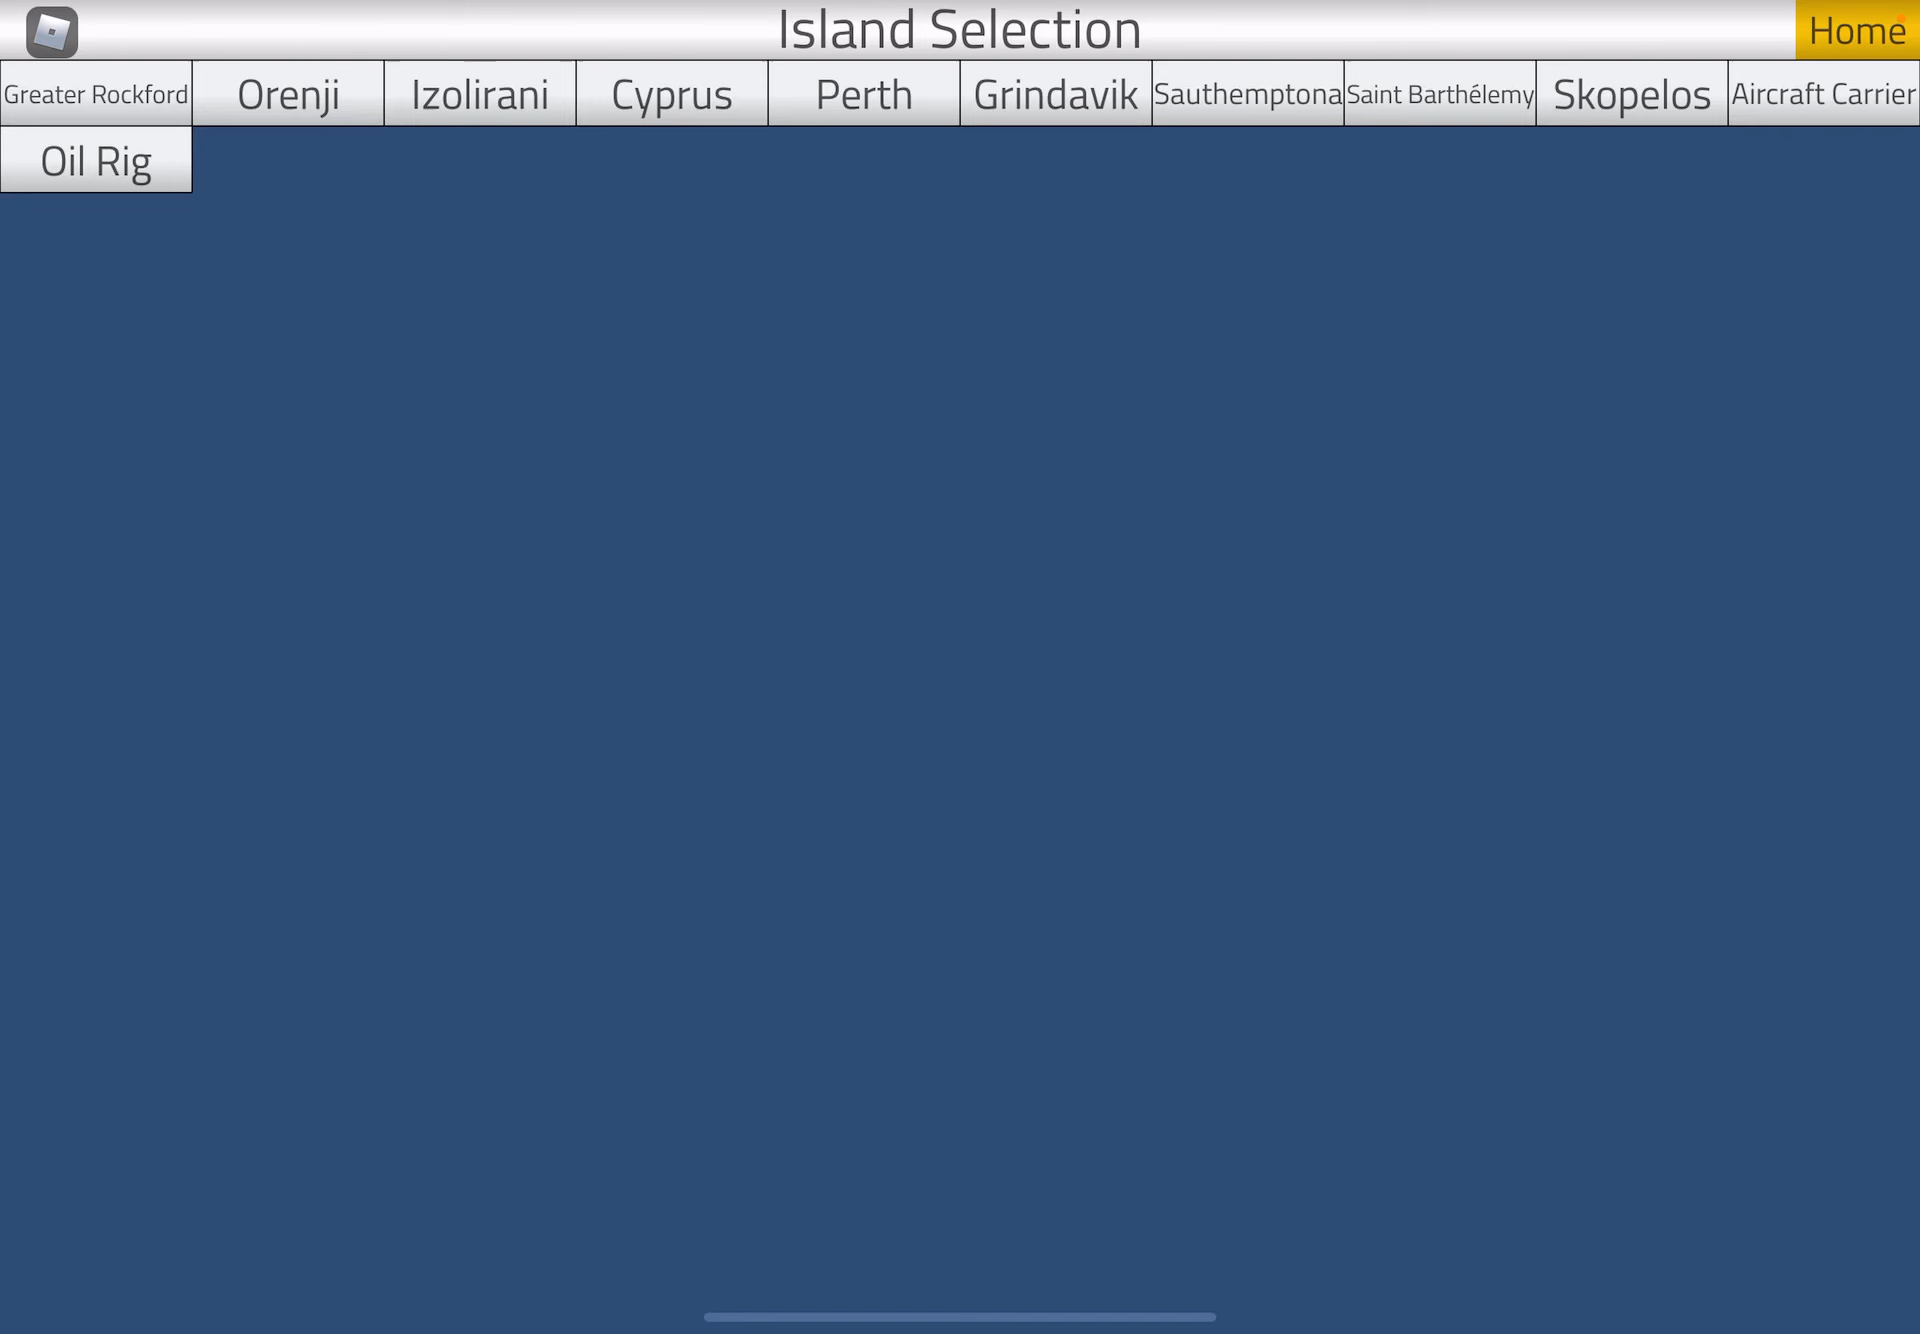 Island Selection
Home
Greater Rockford
Orenji
Izolirani
Cyprus
Perth
Grindavik
Sauthemptona
Saint Barthélemy
Skopelos
Aircraft Carrier
Oil Rig